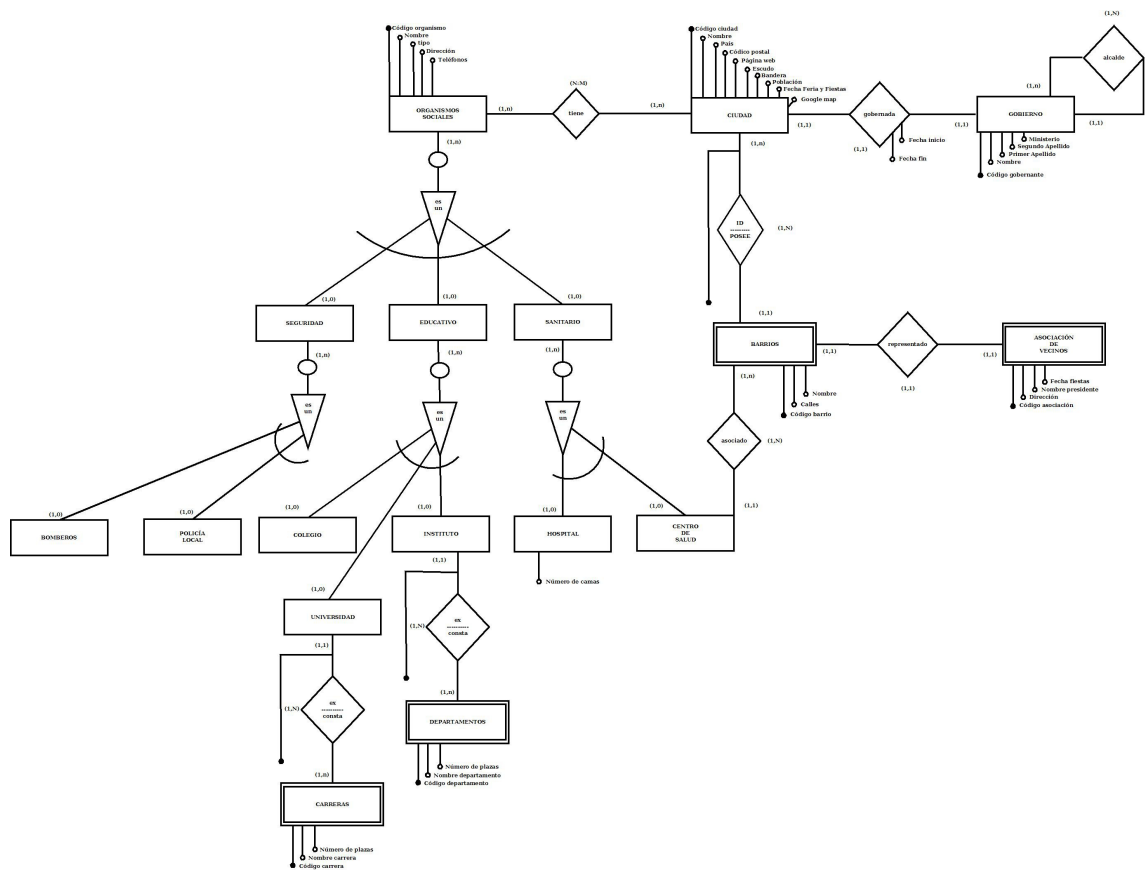 (1,N)
Código organismo
Nombre
tipo
Dirección
Teléfonos
Código ciudad
Nombre
País
Códico postal
Página web
Escudo
Bandera
Población
Fecha Feria y Fiestas
Google map
alcalde
(N:M)
(1,n)
ORGANISMOS
SOCIALES
(1,n)
tiene
(1,n)
CIUDAD
(1,1)
gobernada
(1,1)
GOBIERNO
(1,1)
(1,n)
(1,n)
(1,1)
Fecha inicio
Fecha fin
Ministerio
Segundo Apellido
Primer Apellido
Nombre
Código gobernante
es
un
ID
----------
POSEE
(1,N)
(1,0)
(1,0)
(1,0)
(1,1)
SEGURIDAD
EDUCATIVO
SANITARIO
BARRIOS
(1,1)
representado
(1,1)
(1,1)
ASOCIACIÓN
DE
VECINOS
(1,n)
(1,n)
(1,n)
(1,n)
Nombre
Calles
Código barrio
Fecha fiestas
Nombre presidente
Dirección
Código asociación
es
un
es
un
es
un
asociado
(1,N)
(1,0)
(1,0)
(1,0)
(1,0)
(1,0)
(1,0)
(1,1)
BOMBEROS
POLICÍA
LOCAL
COLEGIO
INSTITUTO
HOSPITAL
CENTRO
DE
SALUD
(1,1)
Número de camas
(1,0)
UNIVERSIDAD
(1,N)
ex
----------
consta
(1,1)
(1,n)
(1,N)
ex
----------
consta
DEPARTAMENTOS
Número de plazas
Nombre departamento
Código departamento
(1,n)
CARRERAS
Número de plazas
Nombre carrera
Código carrera